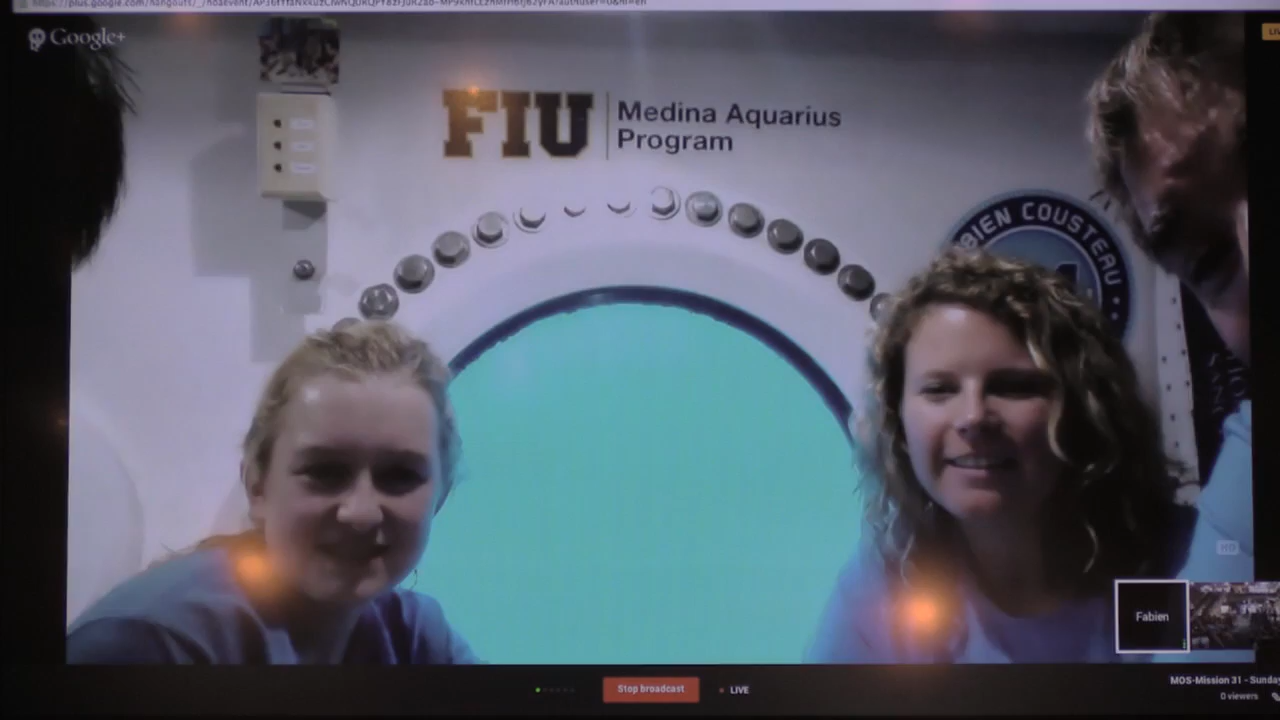 Google+
FIU
Medina Aquarius
Program
BIEN COUSTEAU
Fabien
Stop broadcast
LIVE
MOS-Mission 31 - Sunday
0 viewers